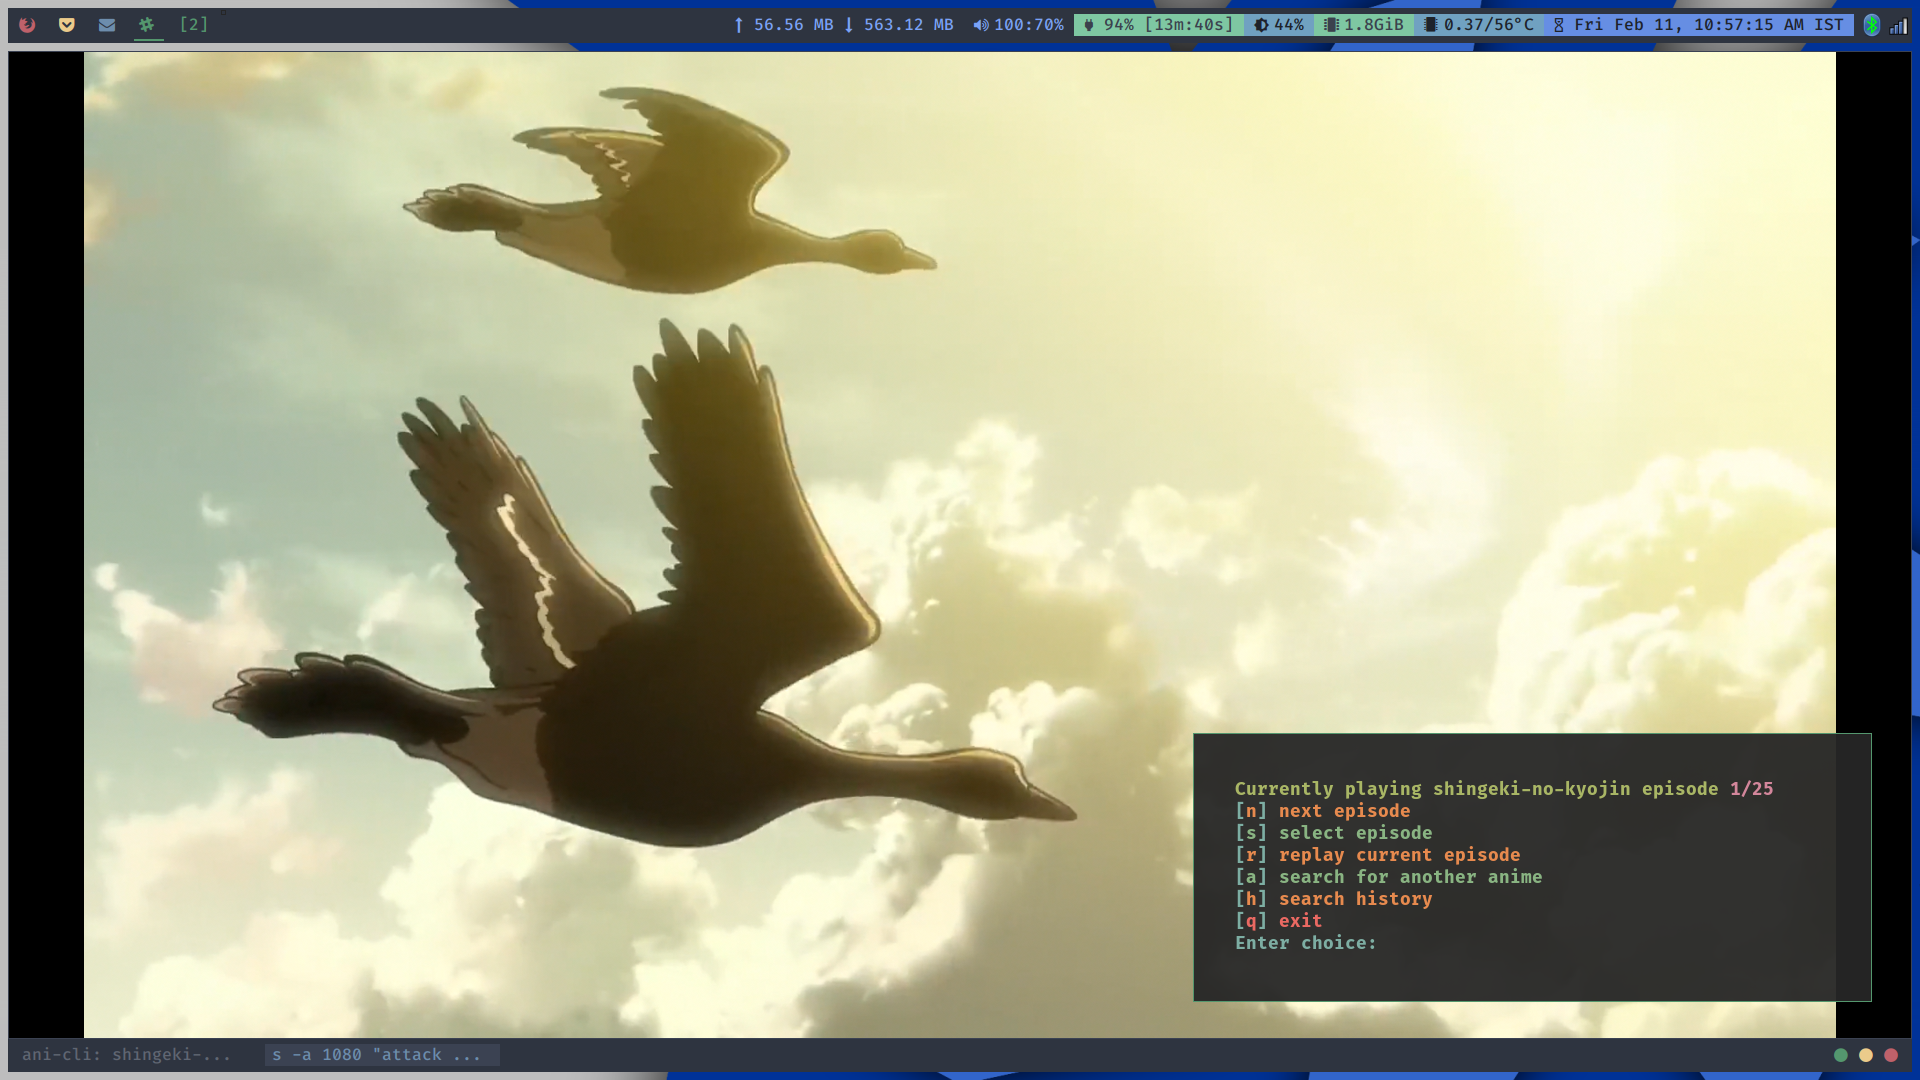 [2]
56.56 MB 563.12 MB 100:70% 94% [13m:40s] 44% 1.8GiB 0.37/56°C Fri Feb 11, 10:57:15 AM IST
Currently playing shingeki-no-kyojin episode 1/25
[n] next episode
[s] select episode
[r] replay current episode
[a] search for another anime
[h] search history
[q] exit
Enter choice:
ani-cli: shingeki-...
s -a 1080 "attack ...